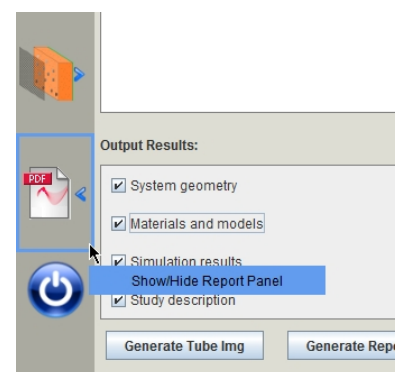 Output Results:
PDF
System geometry
Materials and models
Simulation results
Show/Hide Report Panel
Study description
Generate Tube Img
Generate Repo